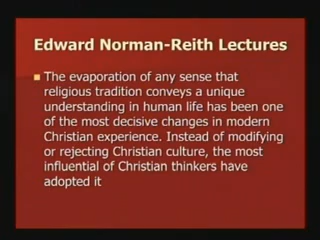 Edward Norman-Reith Lectures
The evaporation of any sense that
religious tradition conveys a unique
understanding in human life has been one
of the most decisive changes in modern
Christian experience. Instead of modifying
or rejecting Christian culture, the most
influential of Christian thinkers have
adopted it